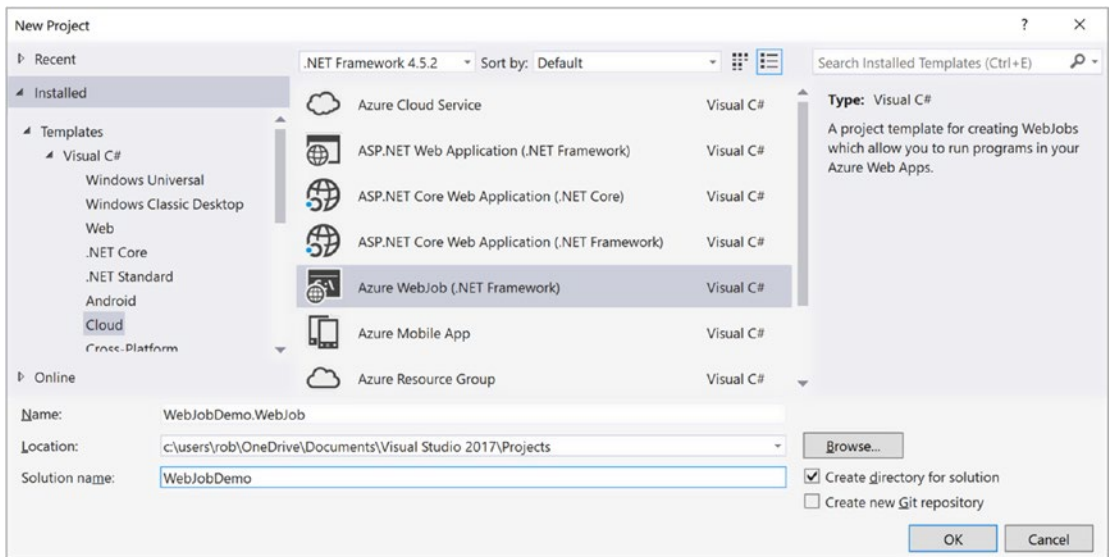 New Project
? ×
Recent
.NET Framework 4.5.2
Sort by: Default
Search Installed Templates (Ctrl+E)
Installed
Templates
Visual C#
Windows Universal
Windows Classic Desktop
Web
.NET Core
.NET Standard
Android
Cloud
Cross-Platform
Online
Azure Cloud Service Visual C#
ASP.NET Web Application (.NET Framework) Visual C#
ASP.NET Core Web Application (.NET Core) Visual C#
ASP.NET Core Web Application (.NET Framework) Visual C#
Azure WebJob (.NET Framework) Visual C#
Azure Mobile App Visual C#
Azure Resource Group Visual C#
Type: Visual C#
A project template for creating WebJobs
which allow you to run programs in your
Azure Web Apps.
Name: WebJobDemo.WebJob
Location: c:\users\rob\OneDrive\Documents\Visual Studio 2017\Projects
Browse...
Solution name: WebJobDemo
Create directory for solution
Create new Git repository
OK Cancel